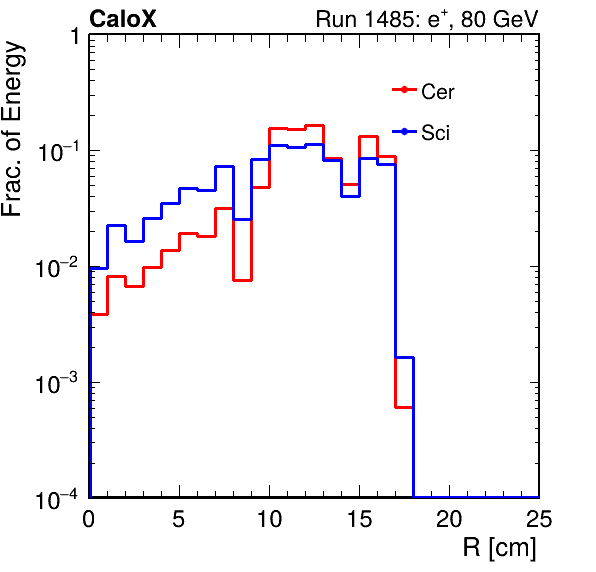 CaloX
Run 1485: e⁺, 80 GeV
Frac. of Energy
1
10⁻¹
10⁻²
10⁻³
10⁻⁴
Cer
Sci
0 5 10 15 20 25
R [cm]